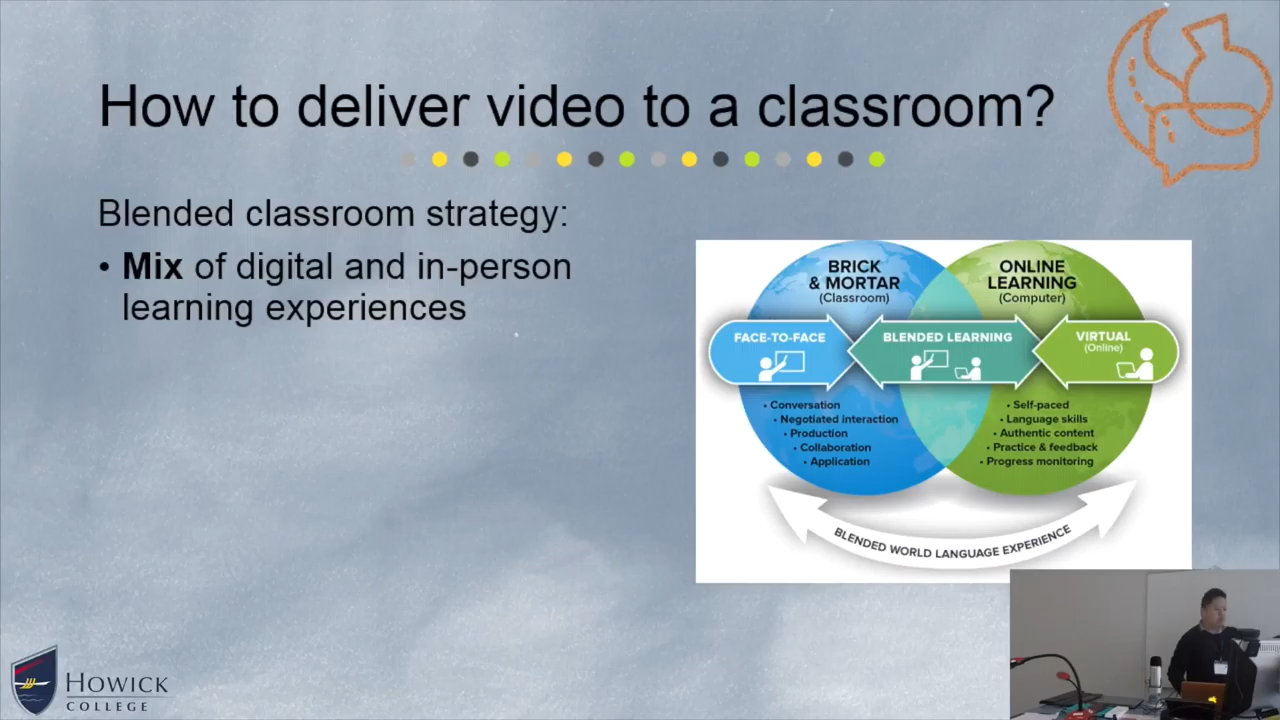 How to deliver video to a classroom?
Blended classroom strategy:
• Mix of digital and in-person
learning experiences
BRICK
& MORTAR
(Classroom)
ONLINE
LEARNING
(Computer)
FACE-TO-FACE
BLENDED LEARNING
VIRTUAL
(Online)
• Conversation
• Negotiated interaction
• Production
• Collaboration
• Application
• Self-paced
• Language skills
• Authentic content
• Practice & feedback
• Progress monitoring
BLENDED WORLD LANGUAGE EXPERIENCE
HOWICK
COLLEGE